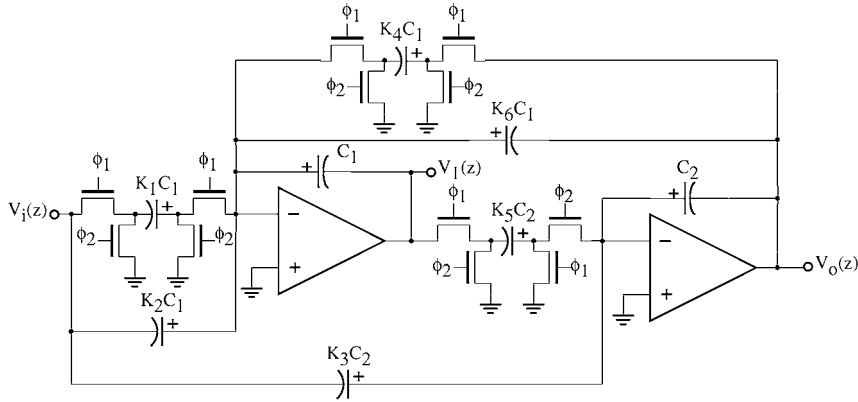 ϕ₁ ϕ₁
K₄C₁ +
ϕ₂ ϕ₂
K₆C₁
+
C₁
+ V₁(z)
C₂
+
ϕ₁ ϕ₁
K₁C₁ +
Vᵢ(z)
ϕ₂ ϕ₂
− +
ϕ₁ ϕ₂
K₅C₂ +
ϕ₂ ϕ₁
− +
Vₒ(z)
K₂C₁
+
K₃C₂
+